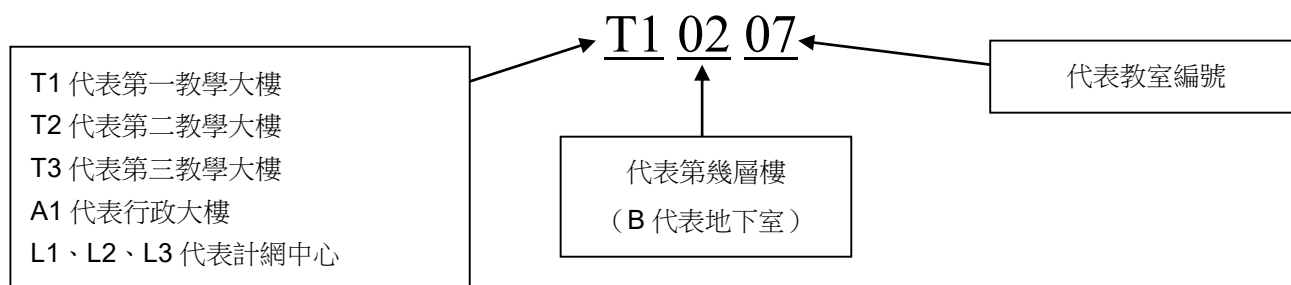 T1 02 07
T1 代表第一教學大樓
T2 代表第二教學大樓
T3 代表第三教學大樓
A1 代表行政大樓
L1、L2、L3 代表計網中心
代表第幾層樓
（B 代表地下室）
代表教室編號